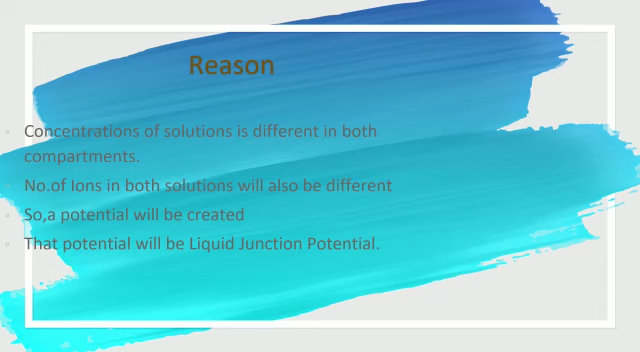 Reason
Concentrations of solutions is different in both
compartments.
No.of Ions in both solutions will also be different
So,a potential will be created
That potential will be Liquid Junction Potential.